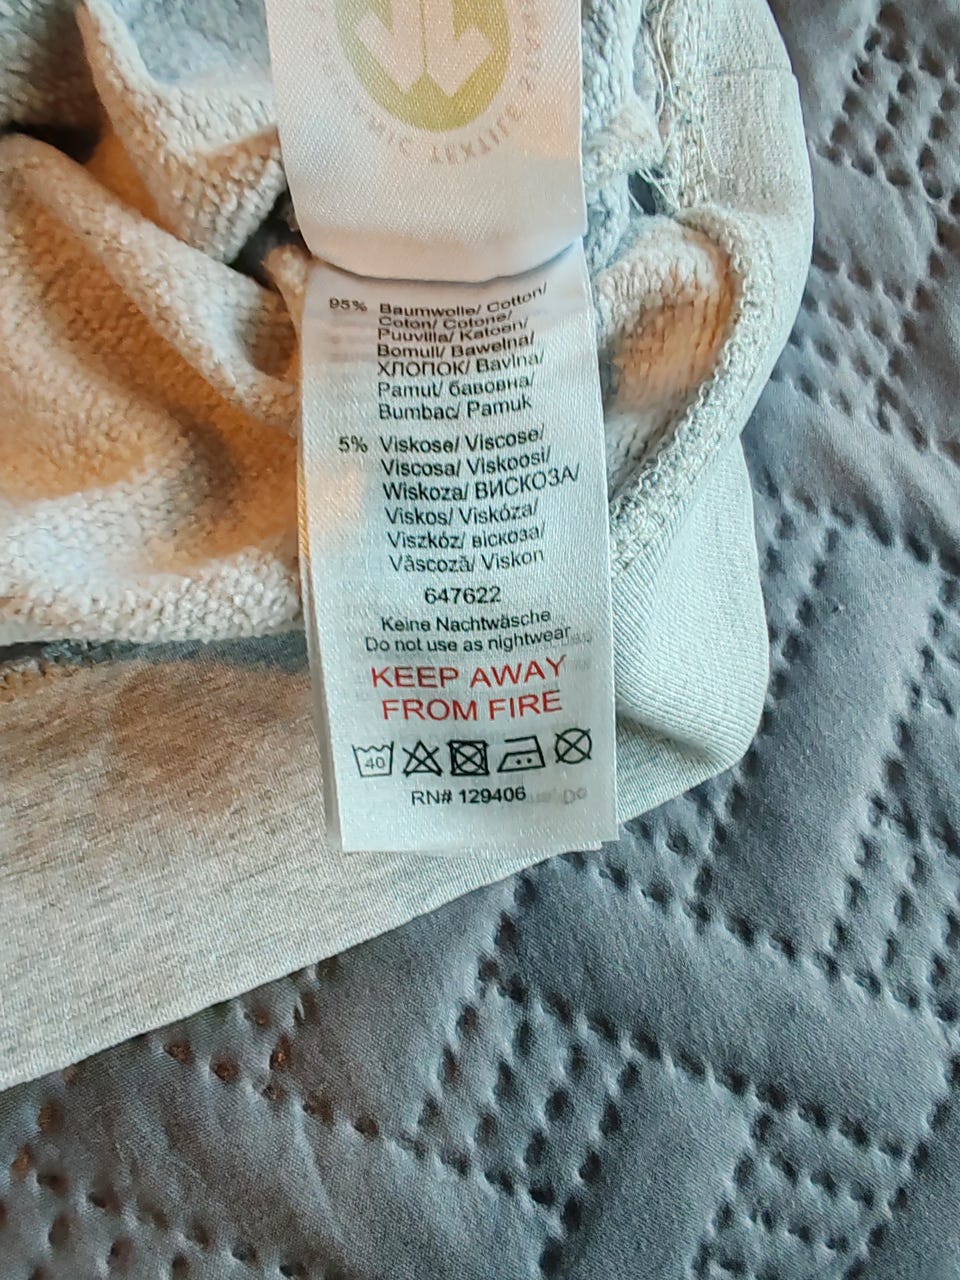 TEXTILE
95% Baumwolle/ Cotton/
Coton/ Cotone/
Puuvilla/ Katoen/
Bomull/ Bawełna/
ХЛОПОК/ Bavlna/
Pamut/ бавовна/
Bumbac/ Pamuk
5% Viskose/ Viscose/
Viscosa/ Viskoosi/
Wiskoza/ ВИСКОЗА/
Viskos/ Viskóza/
Viszkóz/ віскоза/
Vâscoză/ Viskon
647622
Keine Nachtwäsche
Do not use as nightwear
KEEP AWAY
FROM FIRE
40
RN# 129406